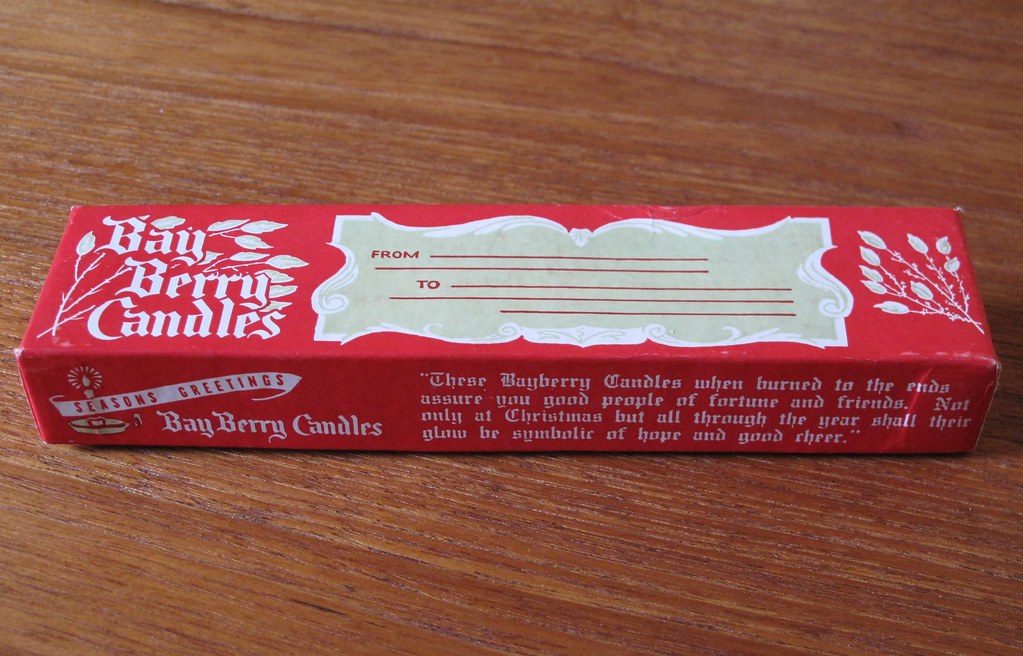 Bay
Berry
Candles
FROM
TO
SEASONS GREETINGS
Bay Berry Candles
"These Bayberry Candles when burned to the ends
assure you good people of fortune and friends. Not
only at Christmas but all through the year shall their
glow be symbolic of hope and good cheer."